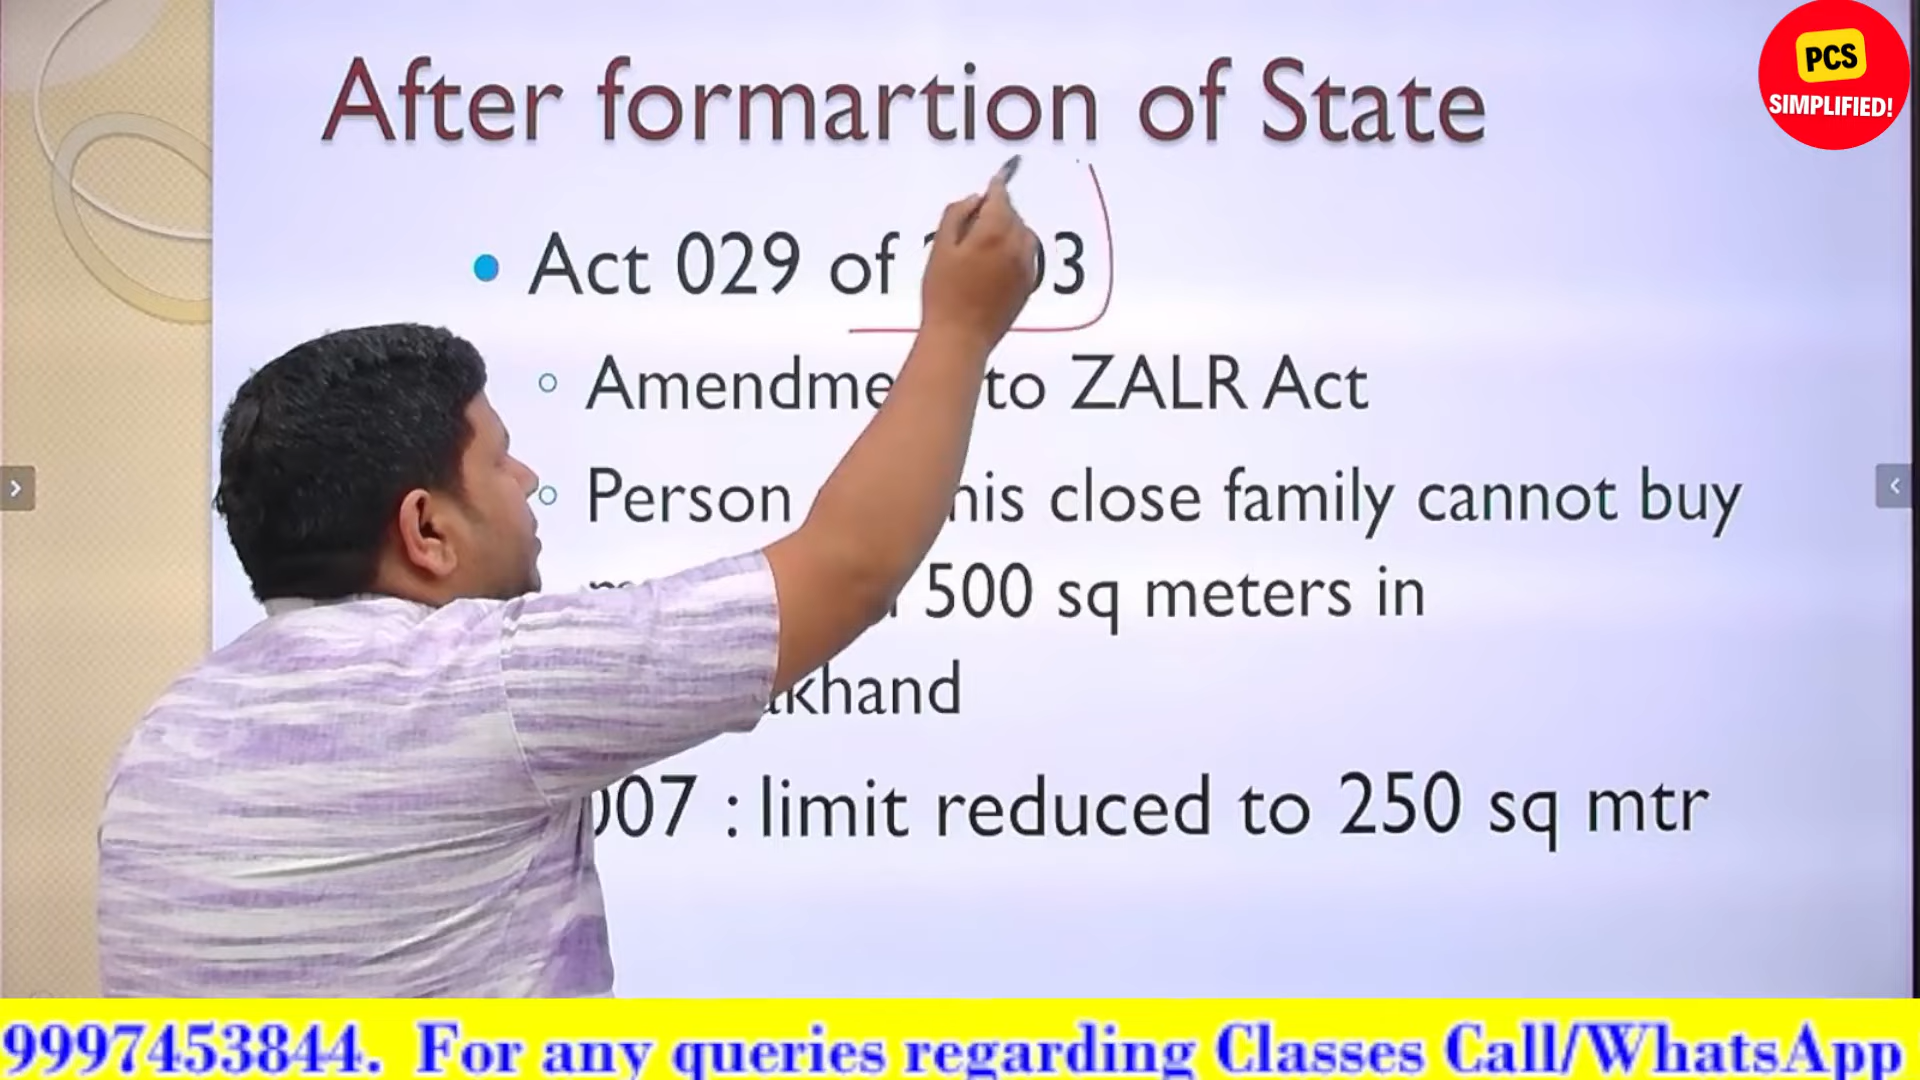 PCS
SIMPLIFIED!
After formartion of State
Act 029 of
Amendme to ZALR Act
Person his close family cannot buy
500 sq meters in
khand
007 : limit reduced to 250 sq mtr
9997453844. For any queries regarding Classes Call/WhatsApp